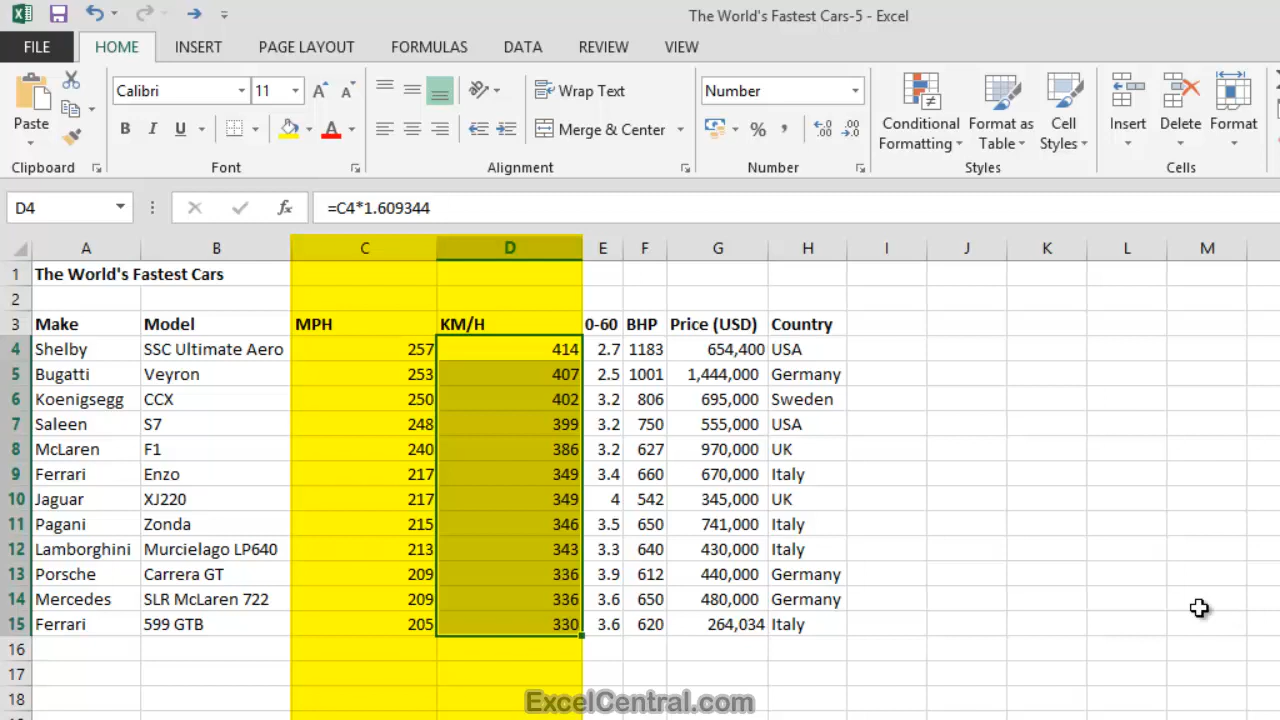 The World's Fastest Cars-5 - Excel
FILE HOME INSERT PAGE LAYOUT FORMULAS DATA REVIEW VIEW
Calibri 11 Wrap Text Number
Paste Conditional Formatting Format as Table Cell Styles Insert Delete Format
B I U A Merge & Center % ,
Clipboard Font Alignment Number Styles Cells
D4 fx =C4*1.609344
A B C D E F G H I J K L M
1 The World's Fastest Cars
2
3 Make Model MPH KM/H 0-60 BHP Price (USD) Country
4 Shelby SSC Ultimate Aero 257 414 2.7 1183 654,400 USA
5 Bugatti Veyron 253 407 2.5 1001 1,444,000 Germany
6 Koenigsegg CCX 250 402 3.2 806 695,000 Sweden
7 Saleen S7 248 399 3.2 750 555,000 USA
8 McLaren F1 240 386 3.2 627 970,000 UK
9 Ferrari Enzo 217 349 3.4 660 670,000 Italy
10 Jaguar XJ220 217 349 4 542 345,000 UK
11 Pagani Zonda 215 346 3.5 650 741,000 Italy
12 Lamborghini Murcielago LP640 213 343 3.3 640 430,000 Italy
13 Porsche Carrera GT 209 336 3.9 612 440,000 Germany
14 Mercedes SLR McLaren 722 209 336 3.6 650 480,000 Germany
15 Ferrari 599 GTB 205 330 3.6 620 264,034 Italy
16
17
18
ExcelCentral.com